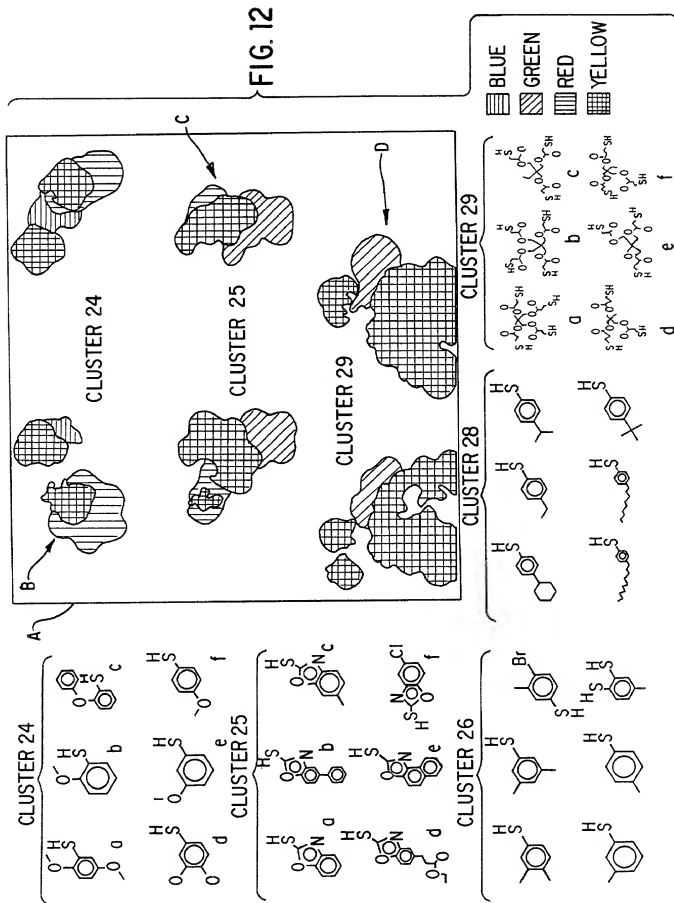 FIG. 12
A
B
C
D
CLUSTER 24
CLUSTER 25
CLUSTER 29
BLUE
GREEN
RED
YELLOW
CLUSTER 24
a
b
c
d
e
f
CLUSTER 25
a
b
c
d
e
f
CLUSTER 26
CLUSTER 28
CLUSTER 29
a
b
c
d
e
f